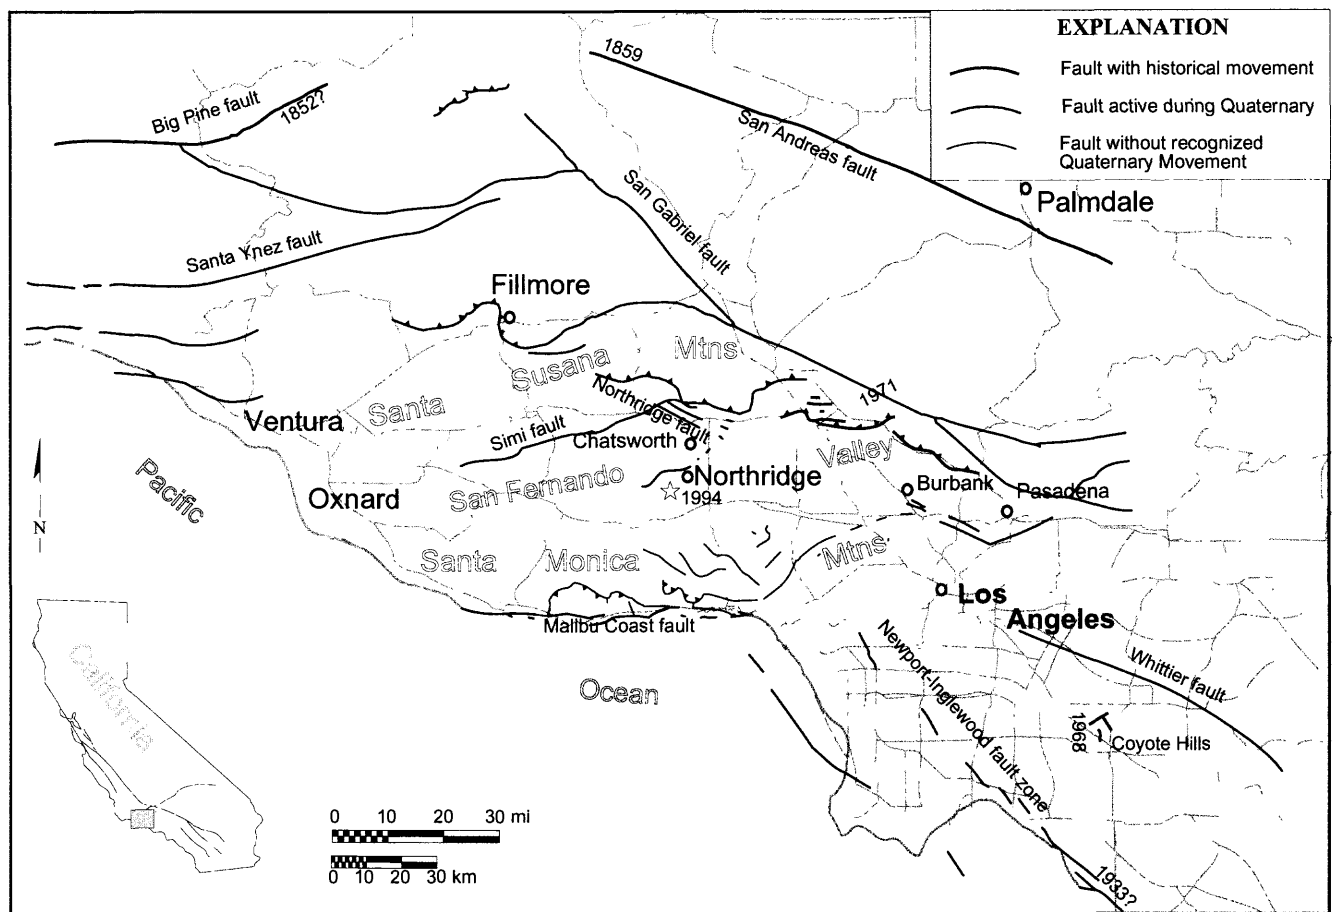 EXPLANATION
Fault with historical movement
Fault active during Quaternary
Fault without recognized
Quaternary Movement
1859
San Andreas fault
Palmdale
Big Pine fault
1852?
San Gabriel fault
Santa Ynez fault
Fillmore
Santa
Susana
Mtns
Northridge fault
1971
Ventura
Simi fault
Chatsworth
San Fernando
Valley
Northridge
1994
Burbank
Pasadena
Oxnard
Pacific
Ocean
N
Santa
Monica
Mtns
Malibu Coast fault
Los
Angeles
Newport-Inglewood fault zone
Whittier fault
1968
Coyote Hills
1933?
California
0 10 20 30 mi
0 10 20 30 km